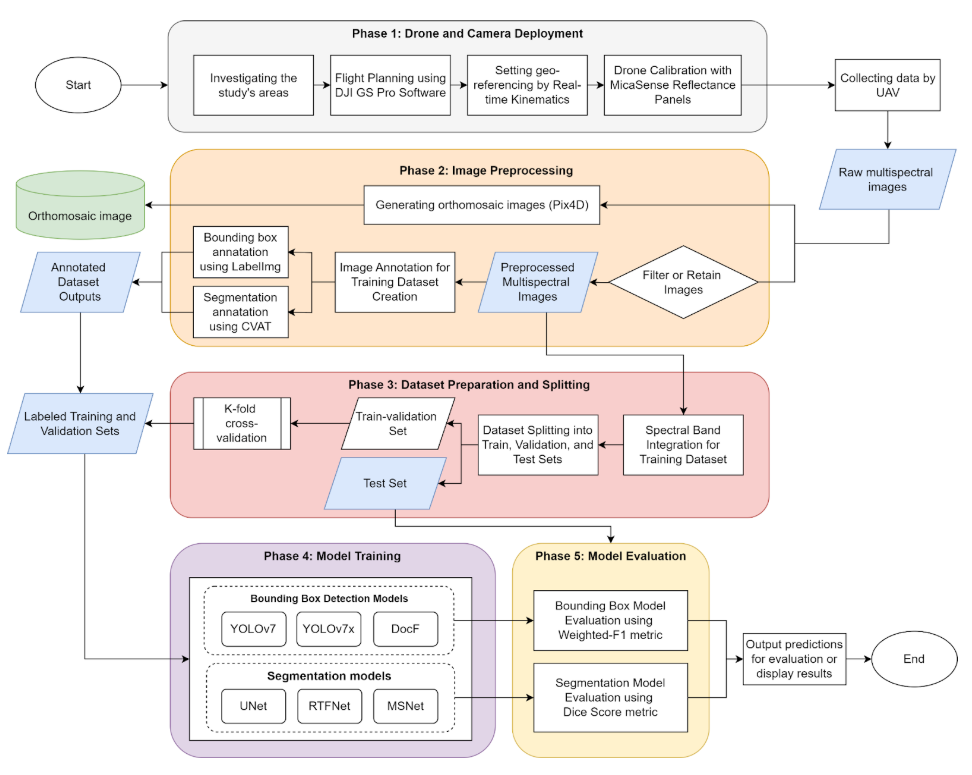 Phase 1: Drone and Camera Deployment
Start
Investigating the
study's areas
Flight Planning using
DJI GS Pro Software
Setting geo-
referencing by Real-
time Kinematics
Drone Calibration with
MicaSense Reflectance
Panels
Collecting data by
UAV
Raw multispectral
images
Phase 2: Image Preprocessing
Generating orthomosaic images (Pix4D)
Orthomosaic image
Filter or Retain
Images
Preprocessed
Multispectral
Images
Image Annotation for
Training Dataset
Creation
Bounding box
annatation
using LabelImg
Segmentation
annatation
using CVAT
Annotated
Dataset
Outputs
Phase 3: Dataset Preparation and Splitting
Spectral Band
Integration for
Training Dataset
Dataset Splitting into
Train, Validation, and
Test Sets
Train-validation
Set
Test Set
K-fold
cross-
validation
Labeled Training and
Validation Sets
Phase 4: Model Training
Bounding Box Detection Models
YOLOv7
YOLOv7x
DocF
Segmentation models
UNet
RTFNet
MSNet
Phase 5: Model Evaluation
Bounding Box Model
Evaluation using
Weighted-F1 metric
Segmentation Model
Evaluation using
Dice Score metric
Output predictions
for evaluation or
display results
End